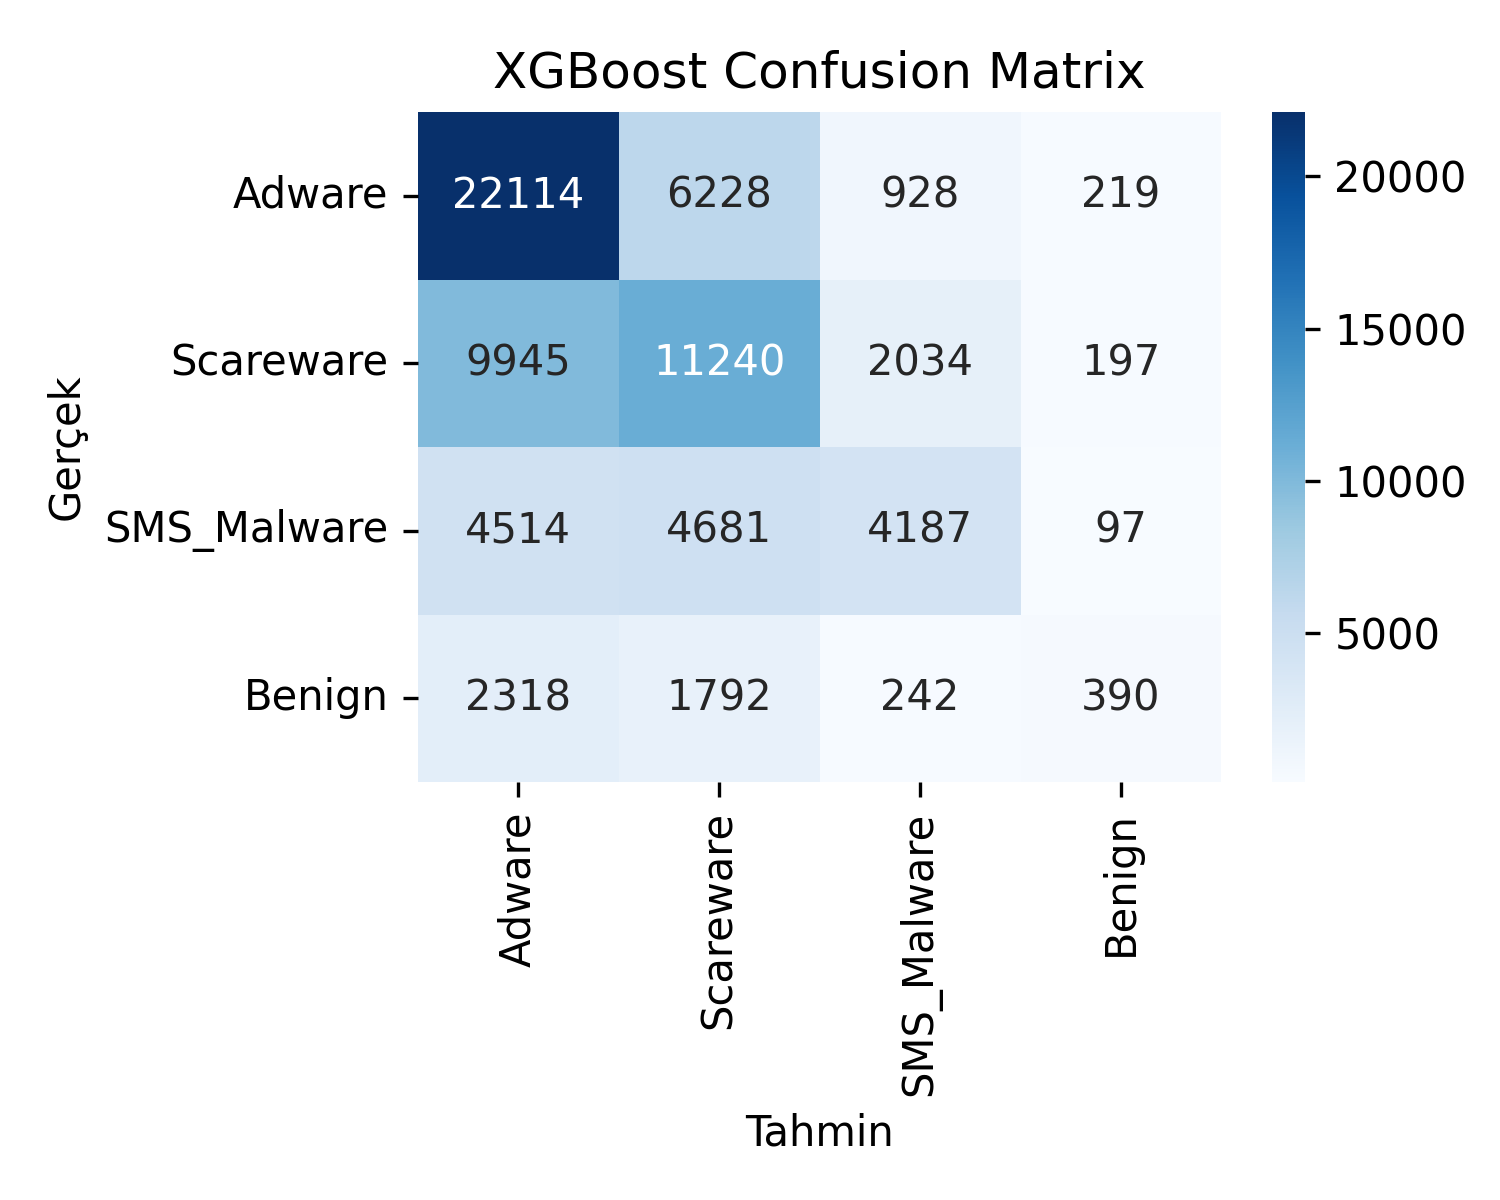 XGBoost Confusion Matrix
Gerçek
Adware 22114 6228 928 219
Scareware 9945 11240 2034 197
SMS_Malware 4514 4681 4187 97
Benign 2318 1792 242 390
Adware Scareware SMS_Malware Benign
Tahmin
20000
15000
10000
5000